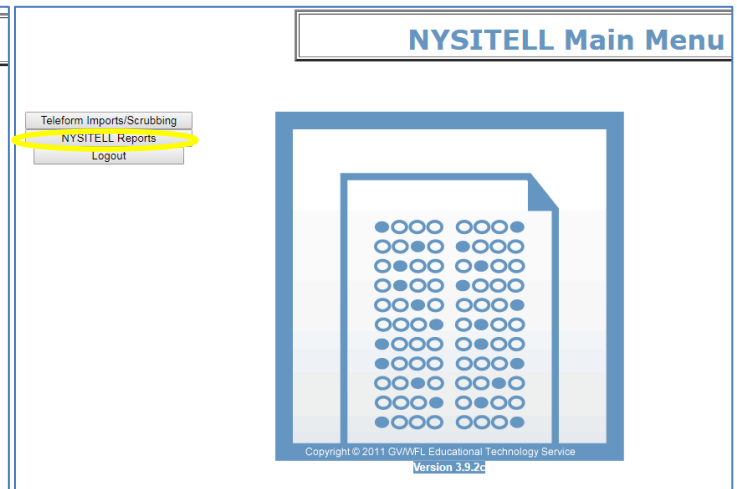 NYSITELL Main Menu
Teleform Imports/Scrubbing
NYSITELL Reports
Logout
Copyright © 2011 GV/WFL Educational Technology Service
Version 3.9.2c